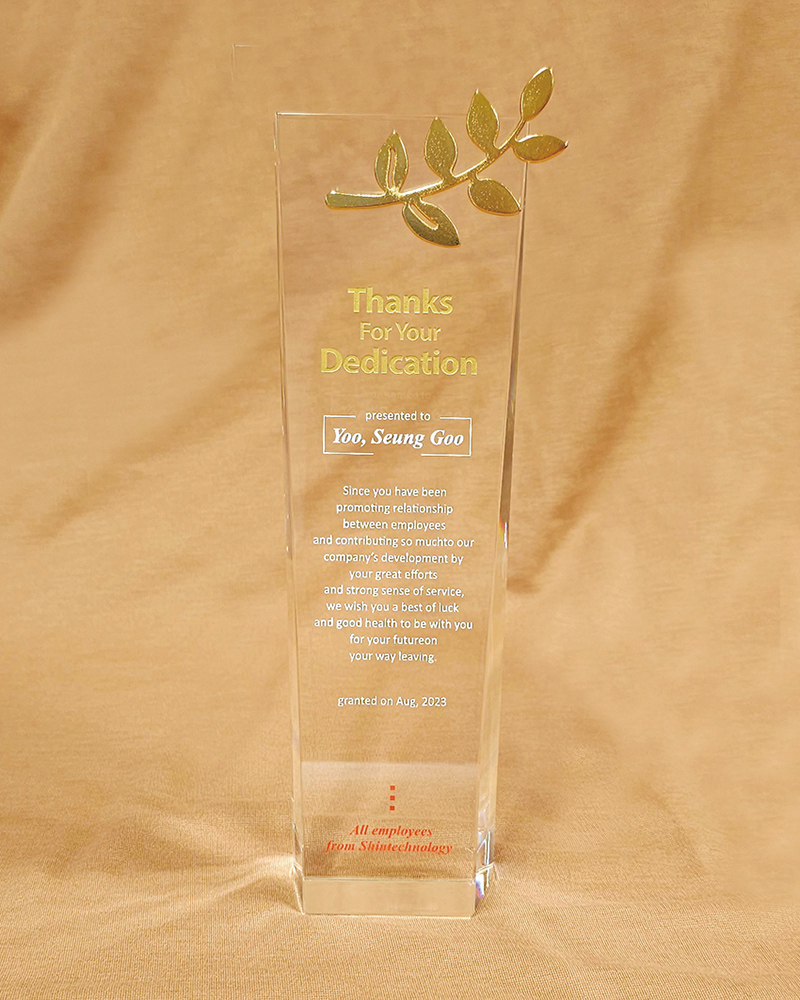 Thanks
For Your
Dedication
presented to
Yoo, Seung Goo
Since you have been
promoting relationship
between employees
and contributing so muchto our
company's development by
your great efforts
and strong sense of service,
we wish you a best of luck
and good health to be with you
for your futureon
your way leaving.
granted on Aug, 2023
All employees
from Shintechnology